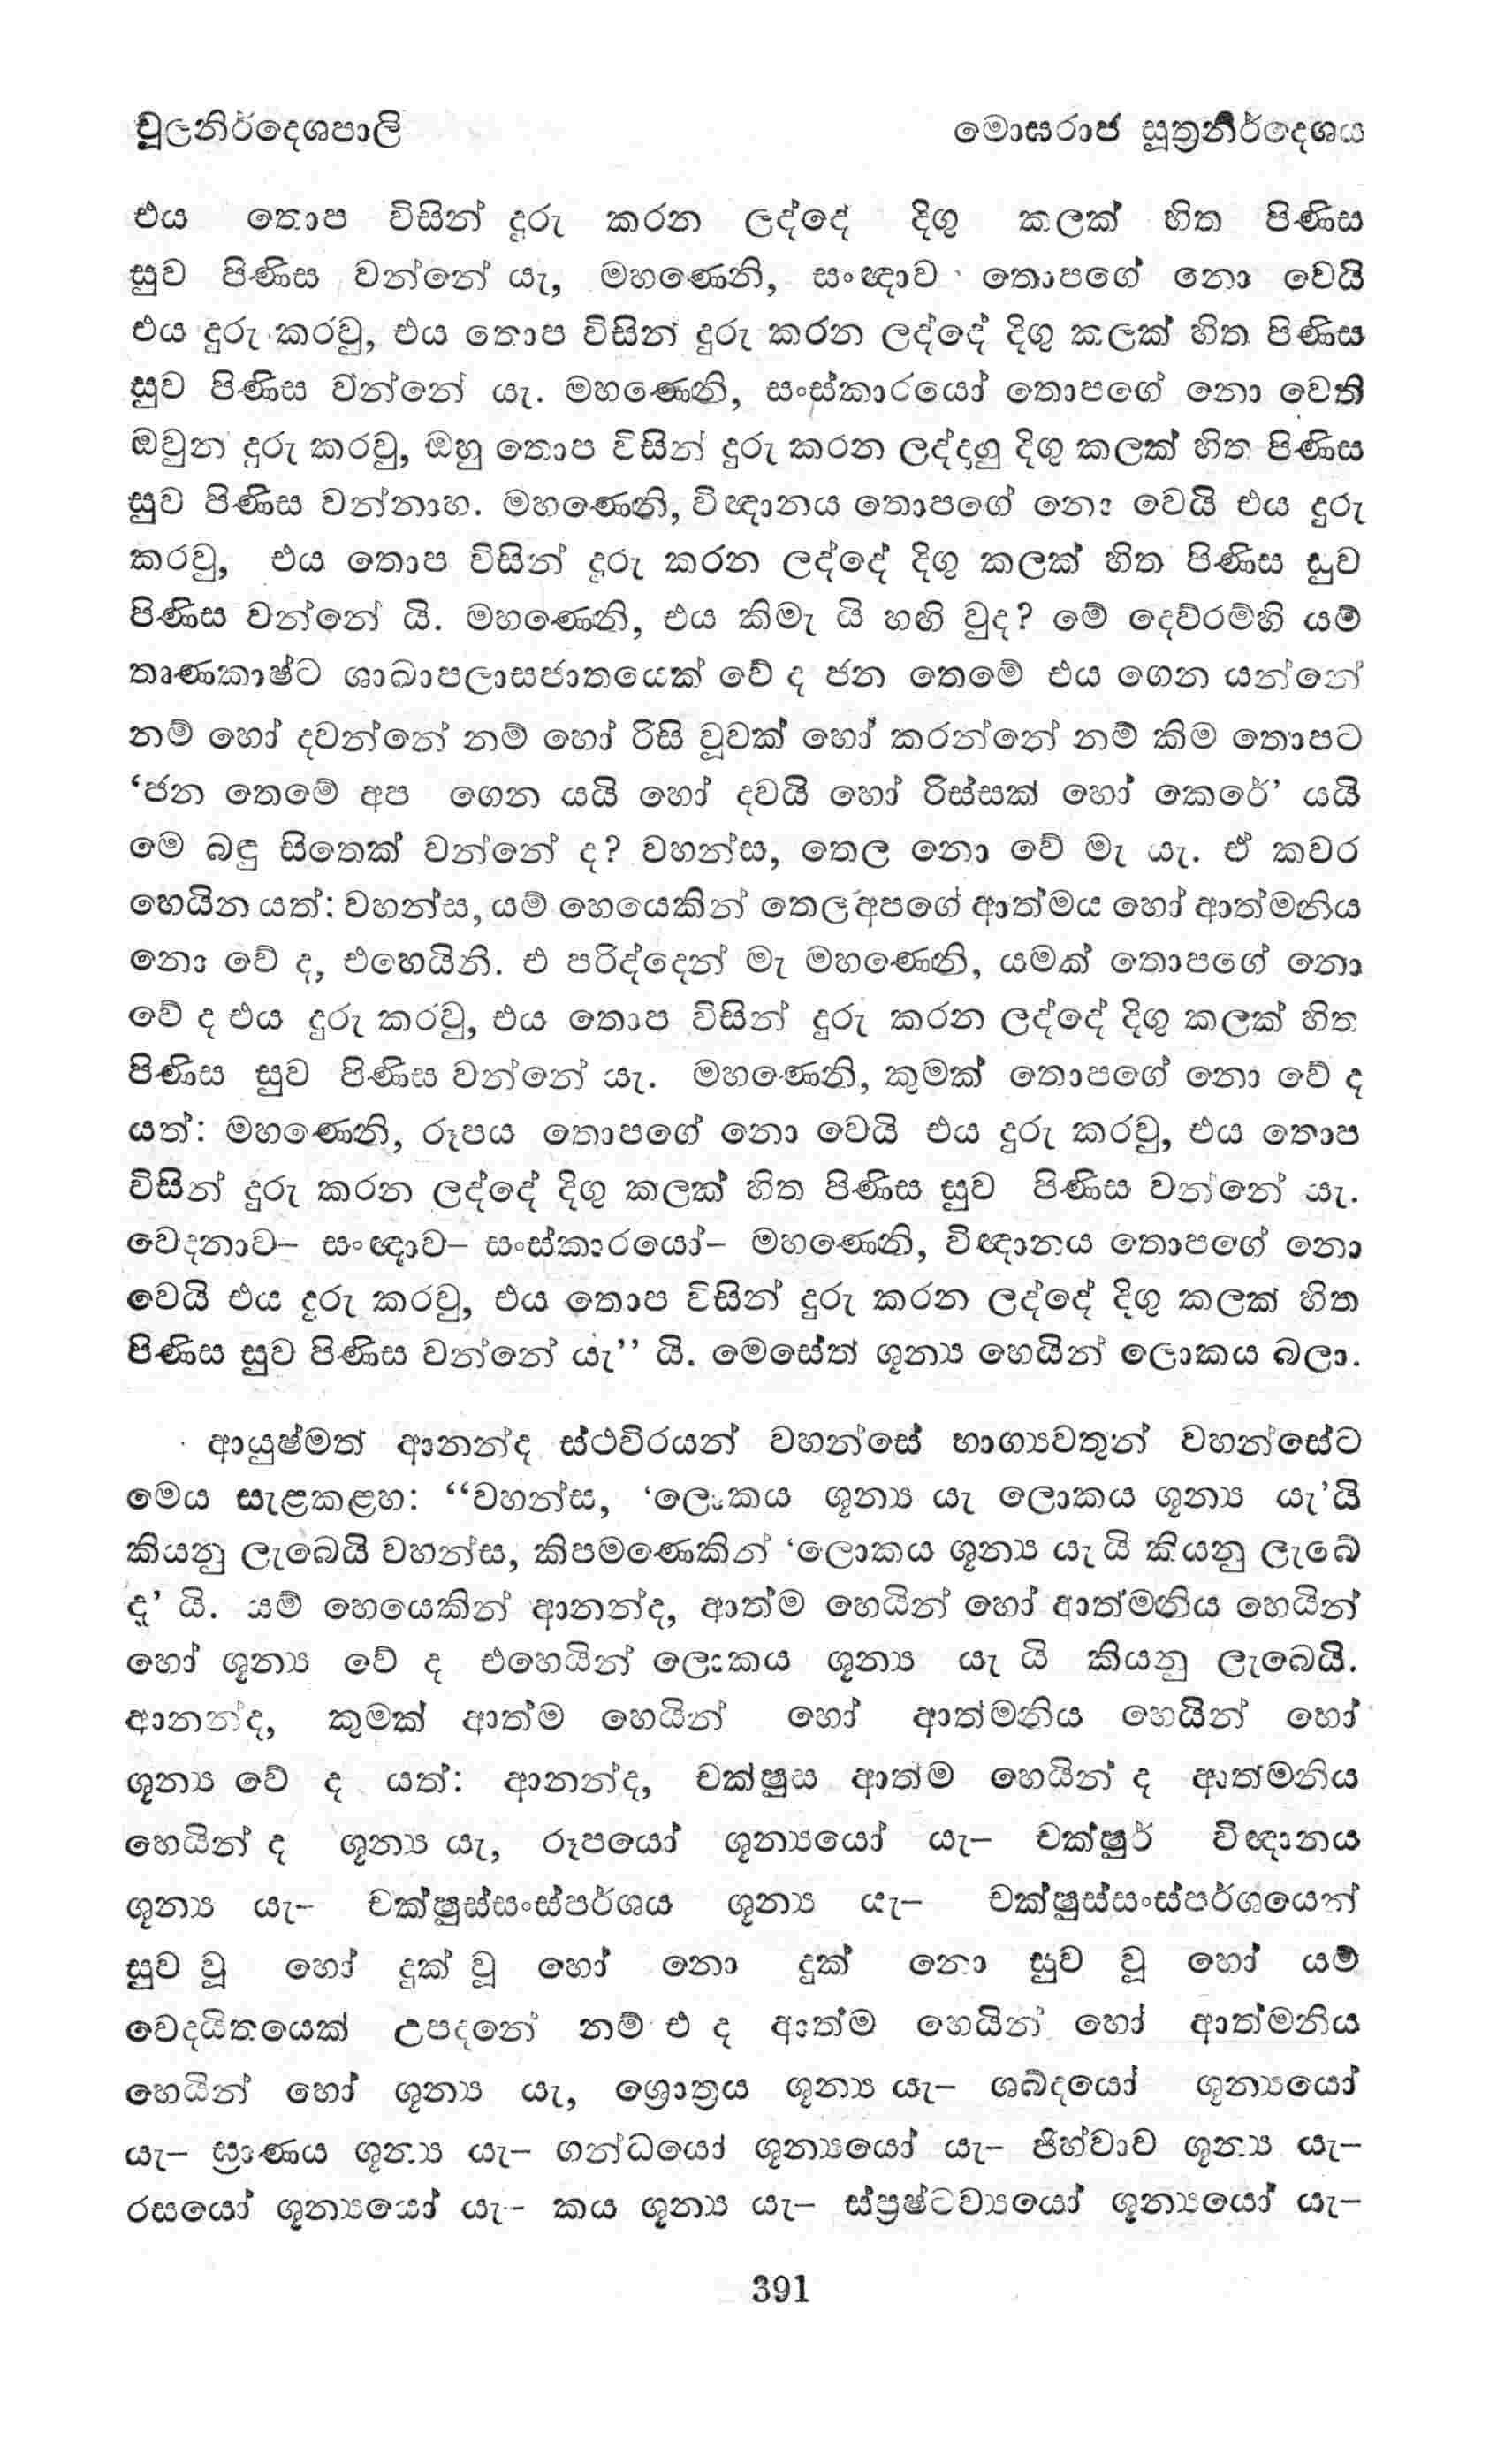 චූලනිර්දෙශපාලි
මොඝරාජ සූත්‍රනිර්දෙශය
එය තොප විසින් දුරු කරන ලද්දේ දිගු කලක් හිත පිණිස
සුව පිණිස වන්නේ යැ, මහණෙනි, සංඥාව තොපගේ නො වෙයි
එය දුරු කරවු, එය තොප විසින් දුරු කරන ලද්දේ දිගු කලක් හිත පිණිස
සුව පිණිස වන්නේ යැ. මහණෙනි, සංස්කාරයෝ තොපගේ නො වෙති
ඔවුන දුරු කරවු, ඔහු තොප විසින් දුරු කරන ලද්දාහු දිගු කලක් හිත පිණිස
සුව පිණිස වන්නාහ. මහණෙනි, විඥානය තොපගේ නො වෙයි එය දුරු
කරවු, එය තොප විසින් දුරු කරන ලද්දේ දිගු කලක් හිත පිණිස සුව
පිණිස වන්නේ යි. මහණෙනි, එය කිමැ යි හඟි වුද? මේ දෙව්රම්හි යම්
තෘණකාෂ්ට ශාඛාපලාසජාතයෙක් වේ ද ජන තෙමේ එය ගෙන යන්නේ
නම් හෝ දවන්නේ නම් හෝ රිසි වූවක් හෝ කරන්නේ නම් කිම තොපට
‘ජන තෙමේ අප ගෙන යයි හෝ දවයි හෝ රිස්සක් හෝ කෙරේ’ යයි
මෙ බඳු සිතෙක් වන්නේ ද? වහන්ස, තෙල නො වේ මැ යැ. ඒ කවර
හෙයින යත්: වහන්ස, යම් හෙයෙකින් තෙල අපගේ ආත්මය හෝ ආත්මනීය
නො වේ ද, එහෙයිනි. එ පරිද්දෙන් මැ මහණෙනි, යමක් තොපගේ නො
වේ ද එය දුරු කරවු, එය තොප විසින් දුරු කරන ලද්දේ දිගු කලක් හිත
පිණිස සුව පිණිස වන්නේ යැ. මහණෙනි, කුමක් තොපගේ නො වේ ද
යත්: මහණෙනි, රූපය තොපගේ නො වෙයි එය දුරු කරවු, එය තොප
විසින් දුරු කරන ලද්දේ දිගු කලක් හිත පිණිස සුව පිණිස වන්නේ යැ.
වෙදනාව– සංඥාව– සංස්කාරයෝ– මහණෙනි, විඥානය තොපගේ නො
වෙයි එය දුරු කරවු, එය තොප විසින් දුරු කරන ලද්දේ දිගු කලක් හිත
පිණිස සුව පිණිස වන්නේ යැ” යි. මෙසේත් ශූන්‍ය හෙයින් ලොකය බලා.
ආයුෂ්මත් ආනන්ද ස්ථවිරයන් වහන්සේ භාග්‍යවතුන් වහන්සේට
මෙය සැළකළහ: “වහන්ස, ‘ලොකය ශූන්‍ය යැ ලොකය ශූන්‍ය යැ’යි
කියනු ලැබෙයි වහන්ස, කිපමණෙකින් ‘ලොකය ශූන්‍ය යැ යි කියනු ලැබේ
ද’ යි. යම් හෙයෙකින් ආනන්ද, ආත්ම හෙයින් හෝ ආත්මනීය හෙයින්
හෝ ශූන්‍ය වේ ද එහෙයින් ලොකය ශූන්‍ය යැ යි කියනු ලැබෙයි.
ආනන්ද, කුමක් ආත්ම හෙයින් හෝ ආත්මනිය හෙයින් හෝ
ශූන්‍ය වේ ද යත්: ආනන්ද, චක්ෂුස ආත්ම හෙයින් ද ආත්මනිය
හෙයින් ද ශූන්‍ය යැ, රූපයෝ ශූන්‍යයෝ යැ– චක්ෂුර් විඥානය
ශූන්‍ය යැ– චක්ෂුස්සංස්පර්ශය ශූන්‍ය යැ– චක්ෂුස්සංස්පර්ශයෙන්
සුව වූ හෝ දුක් වූ හෝ නො දුක් නො සුව වූ හෝ යම්
වෙදයිතයෙක් උපදනේ නම් එ ද ආත්ම හෙයින් හෝ ආත්මනිය
හෙයින් හෝ ශූන්‍ය යැ, ශ්‍රොත්‍රය ශූන්‍ය යැ– ශබ්දයෝ ශූන්‍යයෝ
යැ– ඝ්‍රාණය ශූන්‍ය යැ– ගන්ධයෝ ශූන්‍යයෝ යැ– ජිහ්වාව ශූන්‍ය යැ–
රසයෝ ශූන්‍යයෝ යැ– කය ශූන්‍ය යැ– ස්ප්‍රෂ්ටව්‍යයෝ ශූන්‍යයෝ යැ–
391